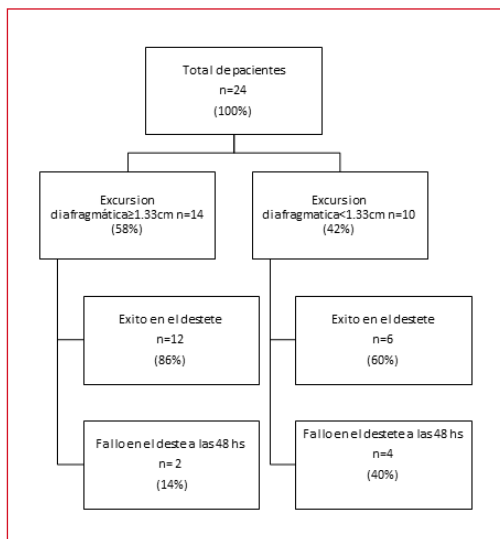 Total de pacientes
n=24
(100%)
Excursion
diafragmática≥1.33cm n=14
(58%)
Excursion
diafragmatica<1.33cm n=10
(42%)
Exito en el destete
n=12
(86%)
Exito en el destete
n=6
(60%)
Fallo en el deste a las 48 hs
n= 2
(14%)
Fallo en el destete a las 48 hs
n=4
(40%)